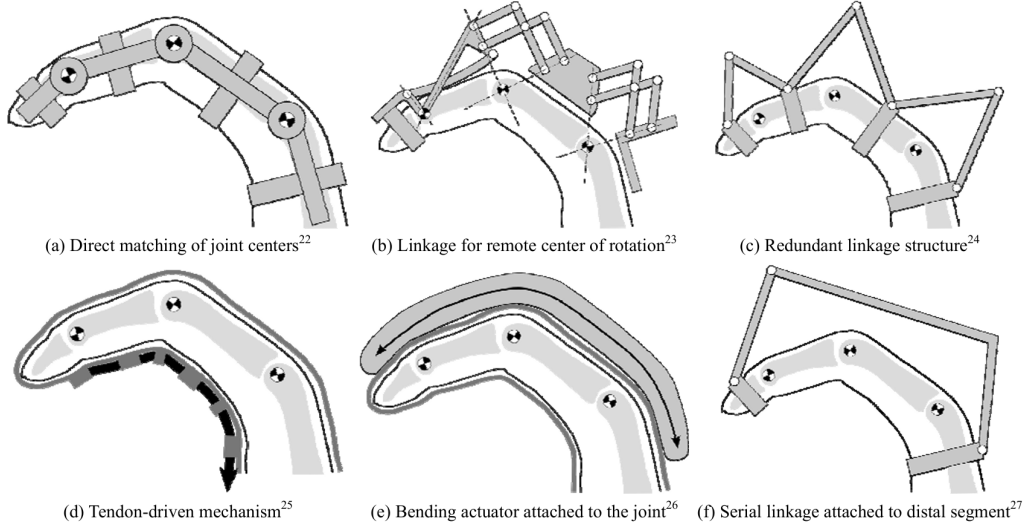 (a) Direct matching of joint centers22
(b) Linkage for remote center of rotation23
(c) Redundant linkage structure24
(d) Tendon-driven mechanism25
(e) Bending actuator attached to the joint26
(f) Serial linkage attached to distal segment27